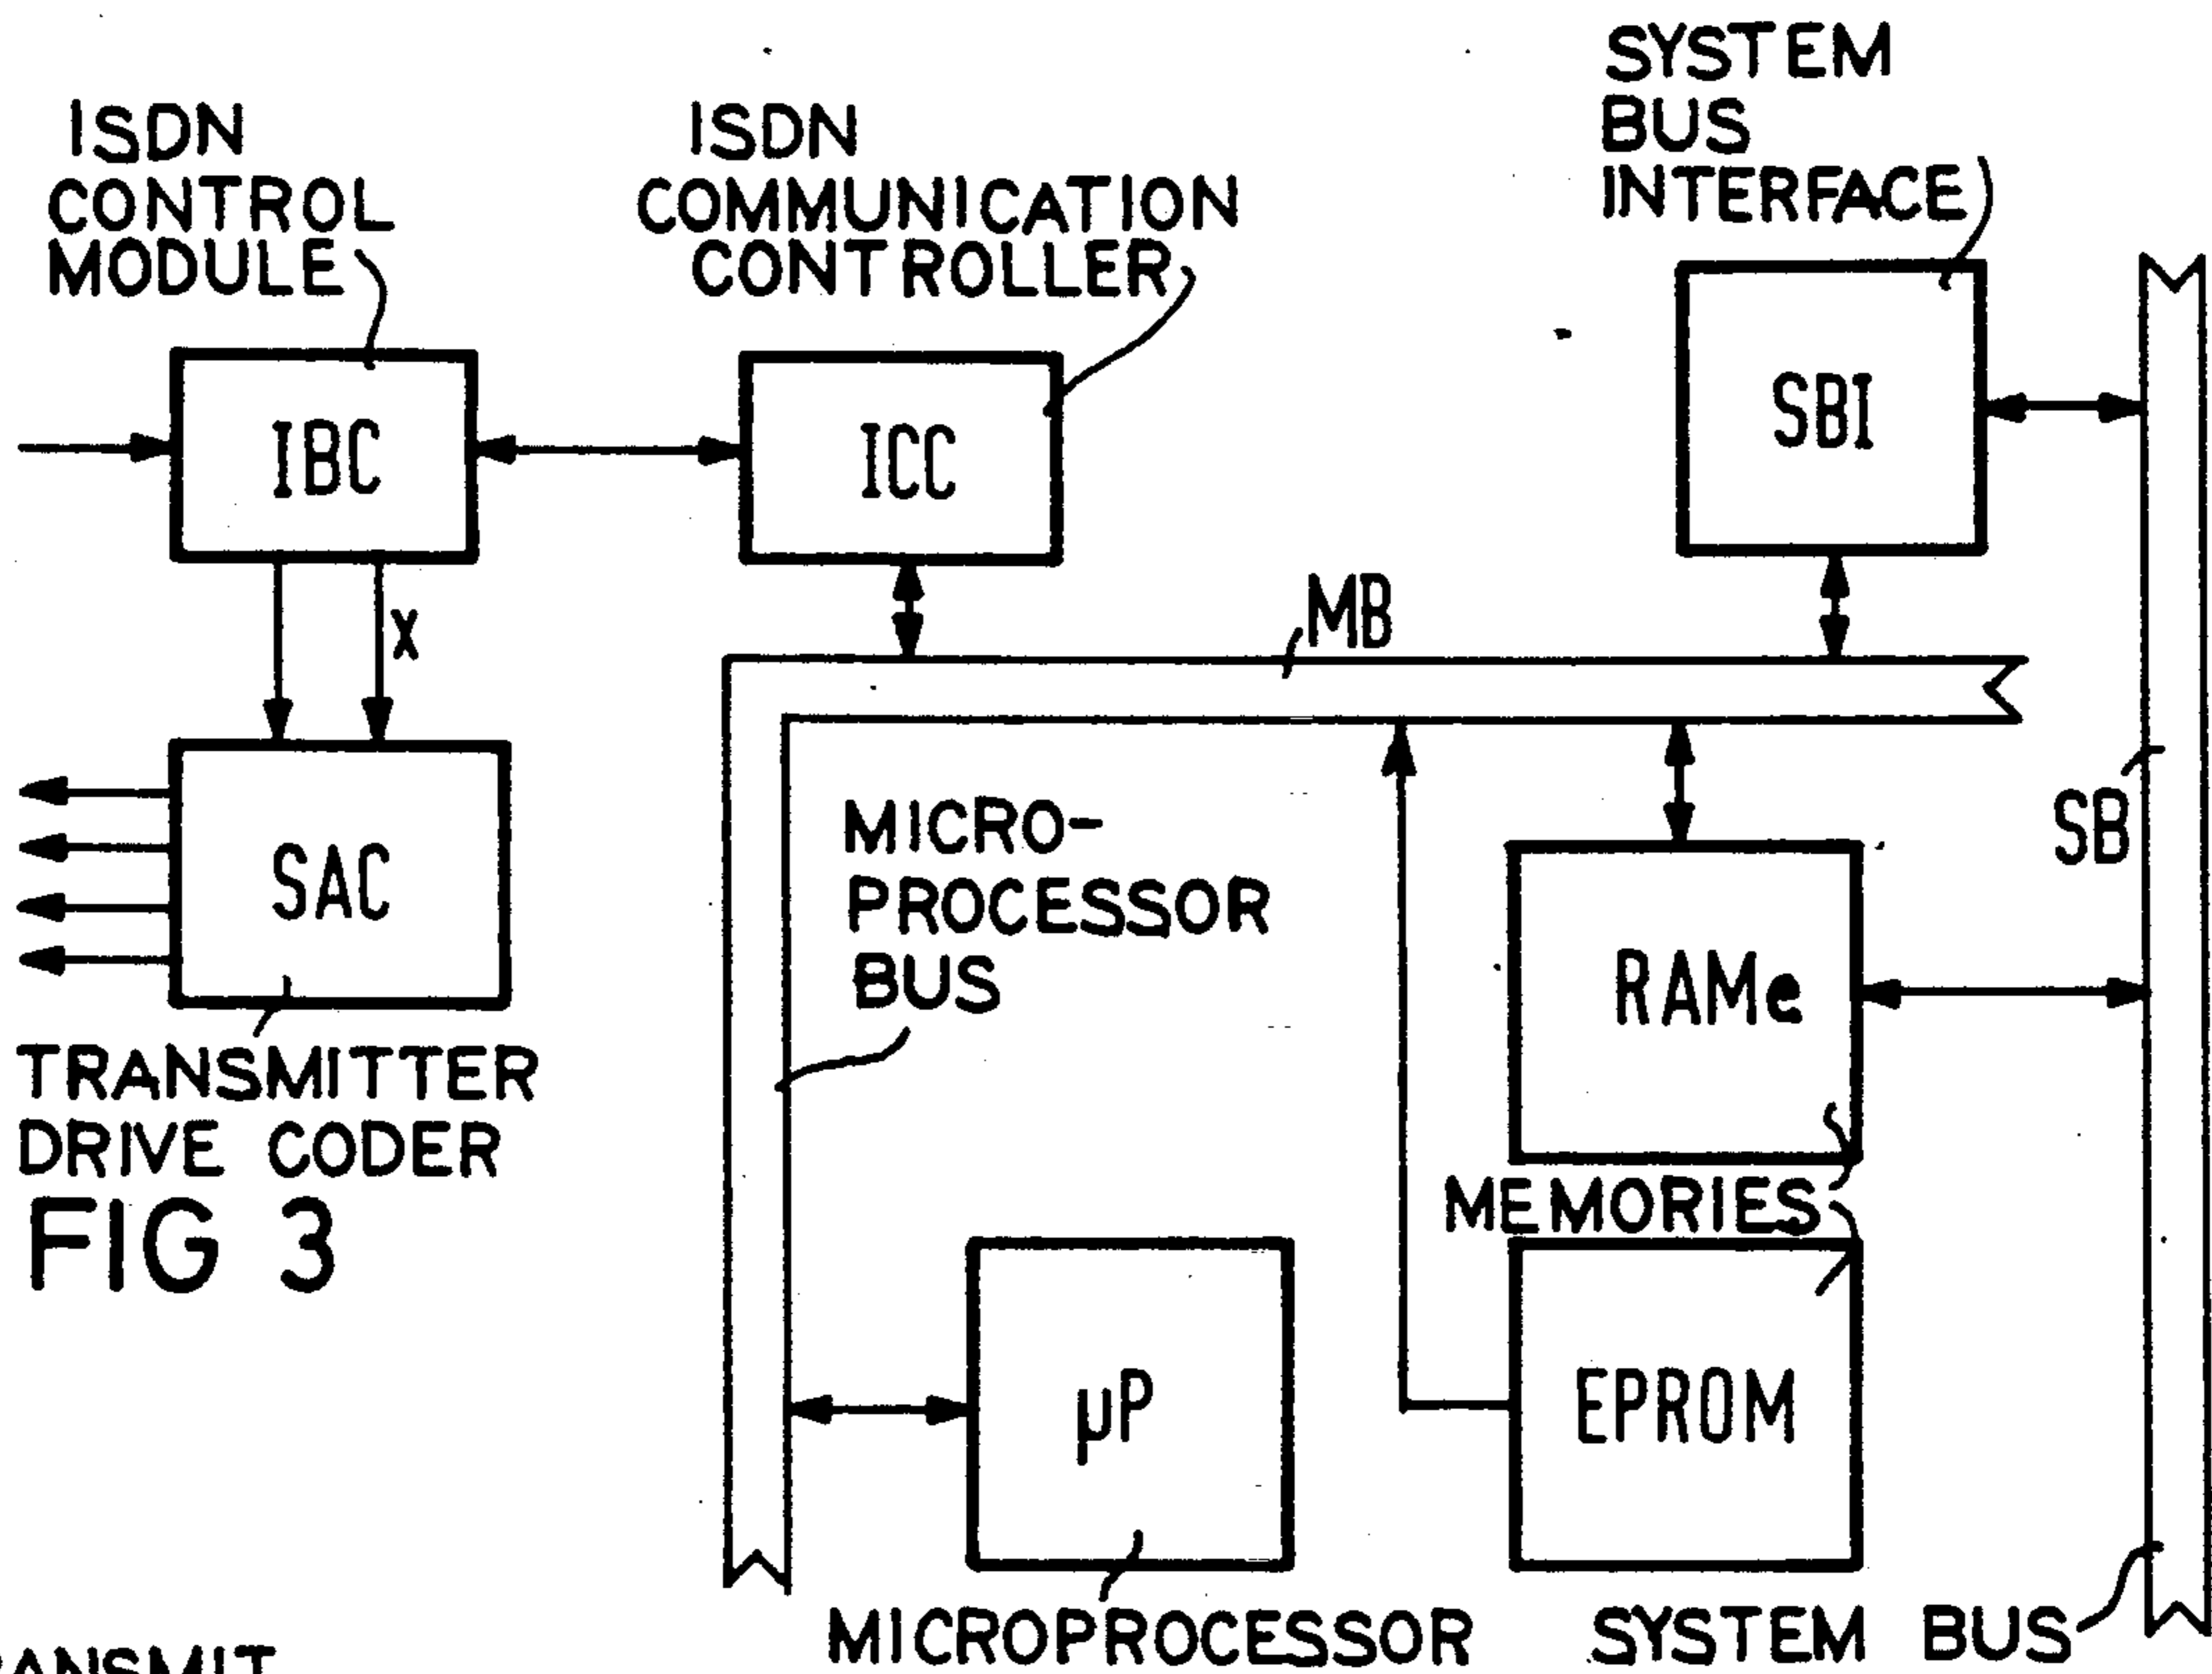 ISDN
CONTROL
MODULE
ISDN
COMMUNICATION
CONTROLLER
SYSTEM
BUS
INTERFACE
IBC
ICC
SBI
X
MB
SAC
MICRO-
PROCESSOR
BUS
RAMe
SB
TRANSMITTER
DRIVE CODER
FIG 3
MEMORIES
µP
EPROM
MICROPROCESSOR
SYSTEM BUS